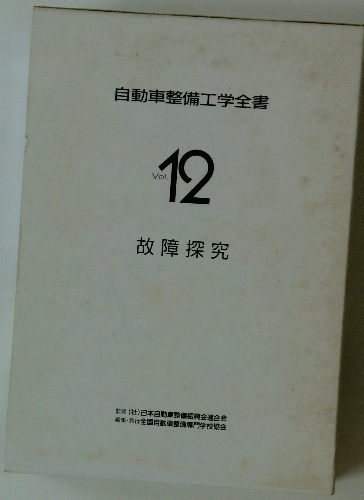 自動車整備工学全書
Vol. 12
故障探究
監修 (社)日本自動車整備振興会連合会
編集・発行 全国自動車整備専門学校協会